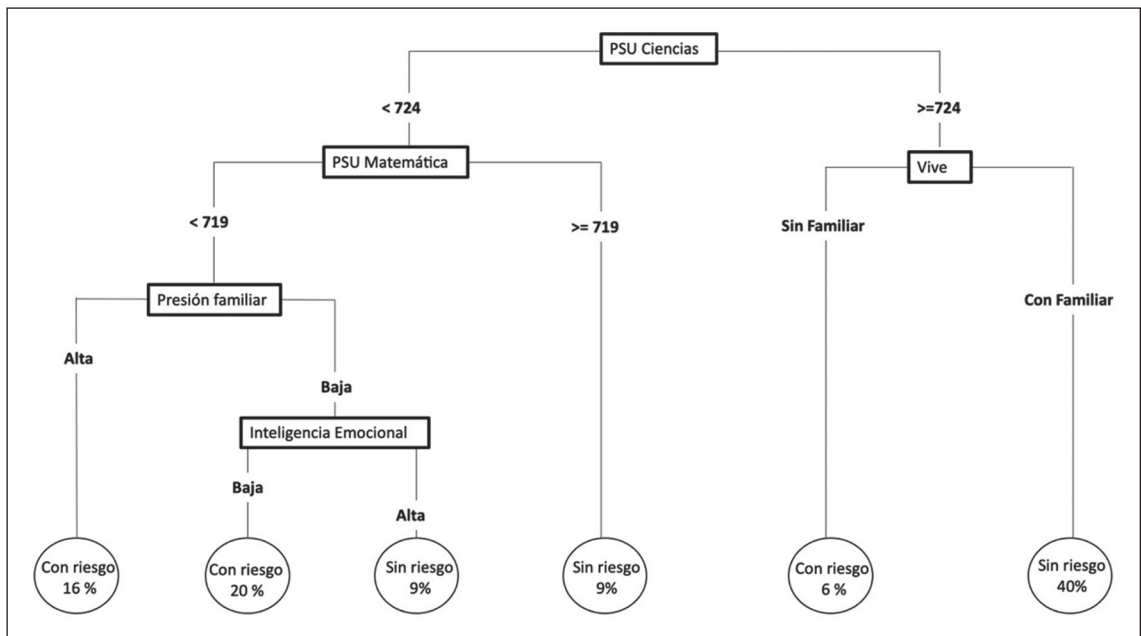 PSU Ciencias
< 724
>=724
PSU Matemática
Vive
< 719
>= 719
Sin Familiar
Presión familiar
Con Familiar
Alta
Baja
Inteligencia Emocional
Baja
Alta
Con riesgo
16 %
Con riesgo
20 %
Sin riesgo
9%
Sin riesgo
9%
Con riesgo
6 %
Sin riesgo
40%